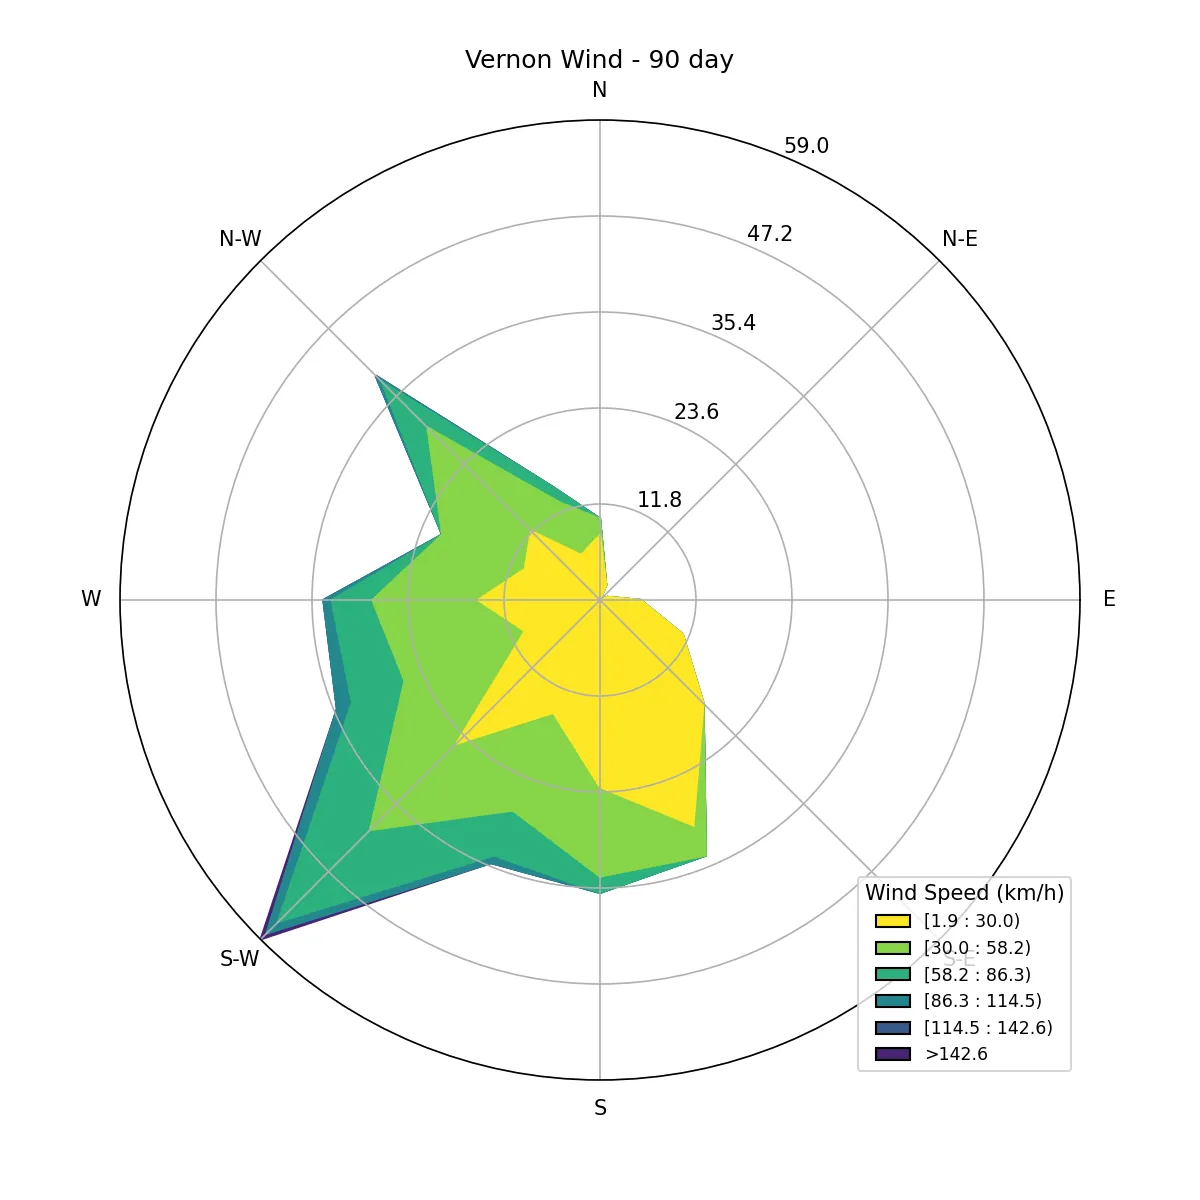 Vernon Wind - 90 day
N
59.0
47.2
N-W
N-E
35.4
23.6
11.8
W
E
Wind Speed (km/h)
[1.9 : 30.0)
[30.0 : 58.2)
S-W
S-E
[58.2 : 86.3)
[86.3 : 114.5)
[114.5 : 142.6)
>142.6
S